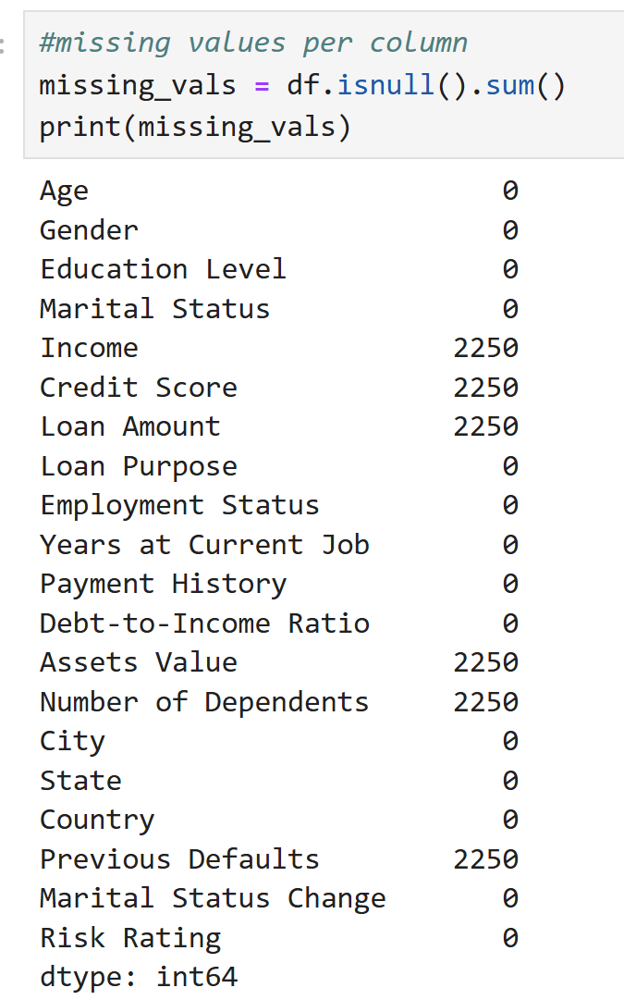 #missing values per column
missing_vals = df.isnull().sum()
print(missing_vals)
Age 0
Gender 0
Education Level 0
Marital Status 0
Income 2250
Credit Score 2250
Loan Amount 2250
Loan Purpose 0
Employment Status 0
Years at Current Job 0
Payment History 0
Debt-to-Income Ratio 0
Assets Value 2250
Number of Dependents 2250
City 0
State 0
Country 0
Previous Defaults 2250
Marital Status Change 0
Risk Rating 0
dtype: int64